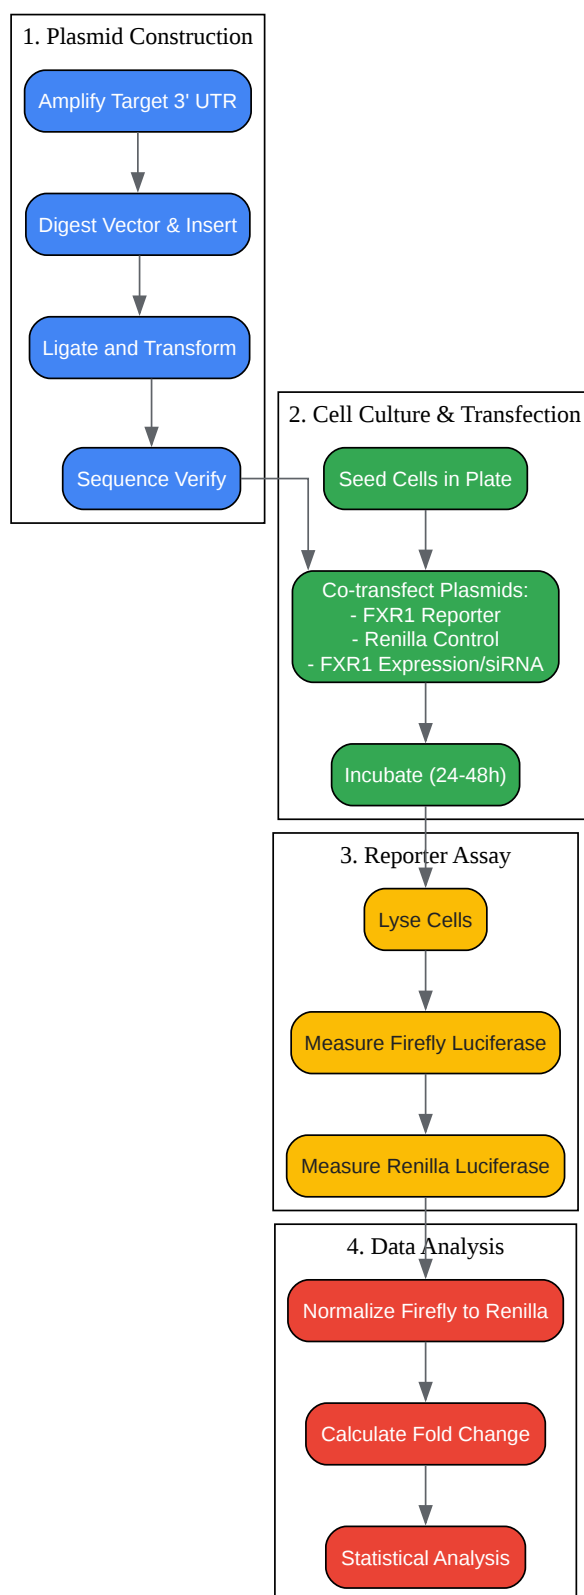 1. Plasmid Construction
Amplify Target 3' UTR
Digest Vector & Insert
Ligate and Transform
Sequence Verify
2. Cell Culture & Transfection
Seed Cells in Plate
Co-transfect Plasmids:
- FXR1 Reporter
- Renilla Control
- FXR1 Expression/siRNA
Incubate (24-48h)
3. Reporter Assay
Lyse Cells
Measure Firefly Luciferase
Measure Renilla Luciferase
4. Data Analysis
Normalize Firefly to Renilla
Calculate Fold Change
Statistical Analysis